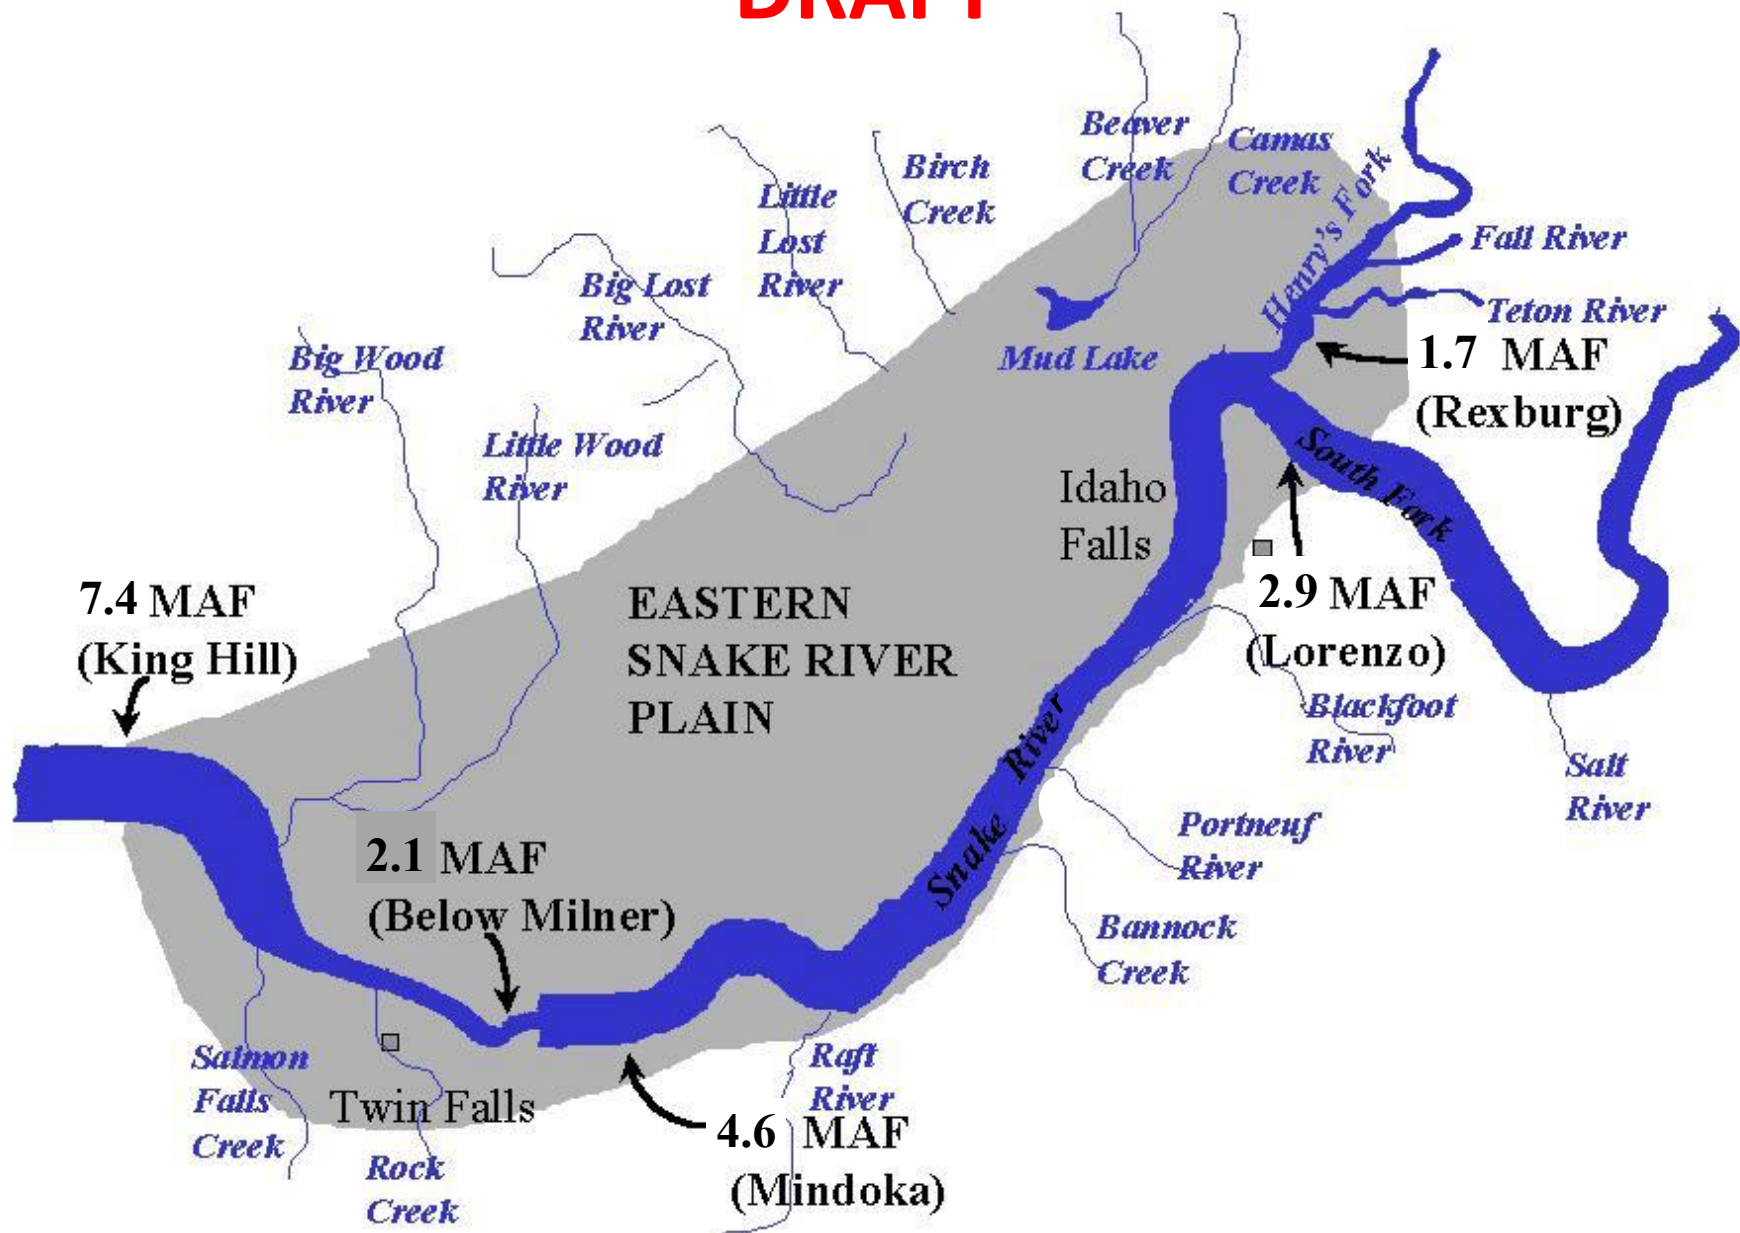 DRAFT
Beaver
Creek
Camas
Creek
Birch
Creek
Little
Lost
River
Henry's Fork
Fall River
Big Lost
River
Teton River
Mud Lake
1.7 MAF
(Rexburg)
Big Wood
River
Little Wood
River
South Fork
Idaho
Falls
7.4 MAF
(King Hill)
EASTERN
SNAKE RIVER
PLAIN
2.9 MAF
(Lorenzo)
Blackfoot
River
Salt
River
Snake River
Portneuf
River
2.1 MAF
(Below Milner)
Bannock
Creek
Salmon
Falls
Creek
Twin Falls
Rock
Creek
Raft
River
4.6 MAF
(Mindoka)